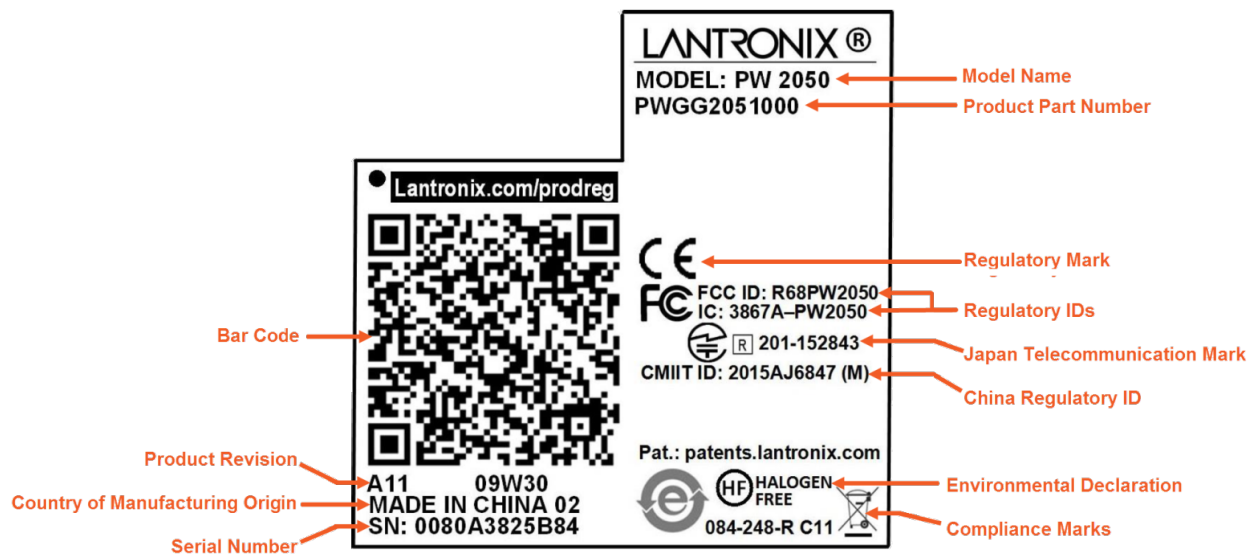 LANTRONIX ®
MODEL: PW 2050
Model Name
PWGG2051000
Product Part Number
Lantronix.com/prodreg
CE
Regulatory Mark
FC FCC ID: R68PW2050
IC: 3867A–PW2050
Regulatory IDs
Bar Code
R 201-152843
Japan Telecommunication Mark
CMIIT ID: 2015AJ6847 (M)
China Regulatory ID
Pat.: patents.lantronix.com
Product Revision
A11 09W30
Country of Manufacturing Origin
MADE IN CHINA 02
Serial Number
SN: 0080A3825B84
e
HF HALOGEN
FREE
Environmental Declaration
084-248-R C11
Compliance Marks